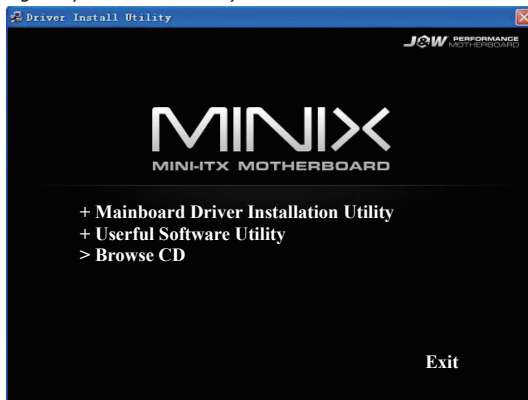 Driver Install Utility
J&W PERFORMANCE
MOTHERBOARD
MINIX
MINI-ITX MOTHERBOARD
+ Mainboard Driver Installation Utility
+ Userful Software Utility
> Browse CD
Exit